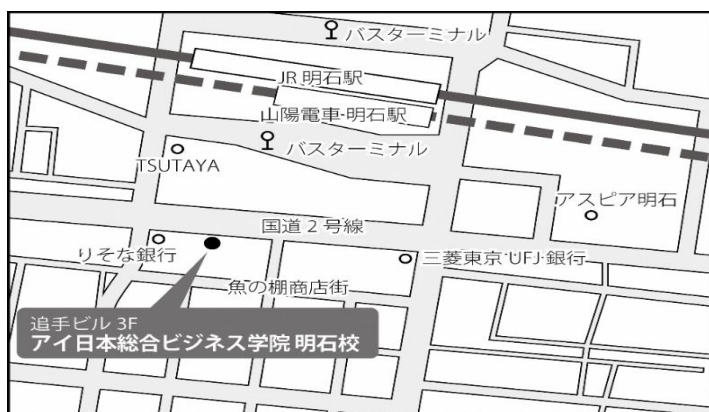 バスターミナル
JR 明石駅
山陽電車·明石駅
バスターミナル
TSUTAYA
アスピア明石
国道 2 号線
りそな銀行
三菱東京 UFJ 銀行
魚の棚商店街
追手ビル 3F
アイ日本総合ビジネス学院 明石校